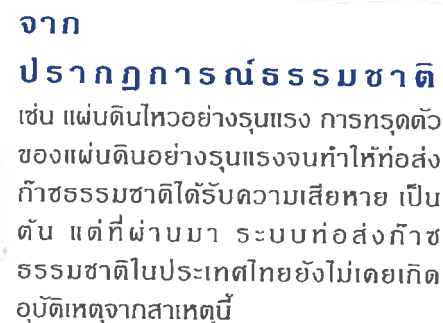 จาก
ปรากฏการณ์ธรรมชาติ
เช่น แผ่นดินไหวอย่างรุนแรง การทรุดตัว
ของแผ่นดินอย่างรุนแรงจนทำให้ท่อส่ง
ก๊าซธรรมชาติได้รับความเสียหาย เป็น
ต้น แต่ที่ผ่านมา ระบบท่อส่งก๊าซ
ธรรมชาติในประเทศไทยยังไม่เคยเกิด
อุบัติเหตุจากสาเหตุนี้